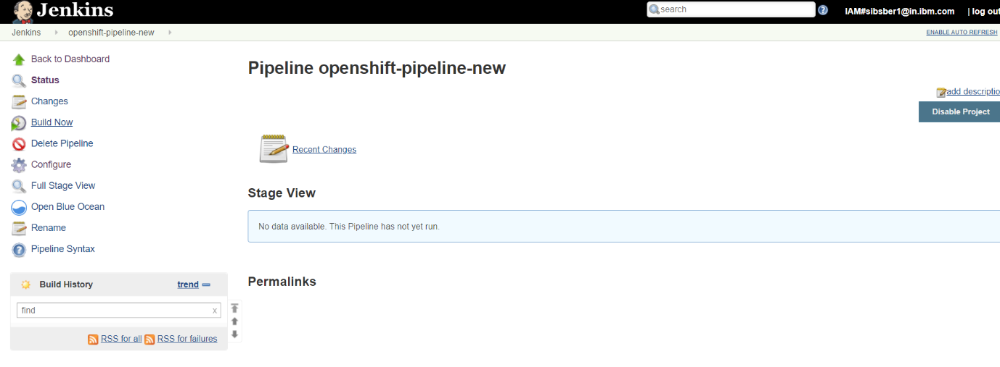 Jenkins
search
IAM#sibsber1@in.ibm.com | log out
Jenkins openshift-pipeline-new
ENABLE AUTO REFRESH
Back to Dashboard
Status
Changes
Build Now
Delete Pipeline
Configure
Full Stage View
Open Blue Ocean
Rename
Pipeline Syntax
Build History trend
find x
RSS for all RSS for failures
Pipeline openshift-pipeline-new
add descriptio
Disable Project
Recent Changes
Stage View
No data available. This Pipeline has not yet run.
Permalinks